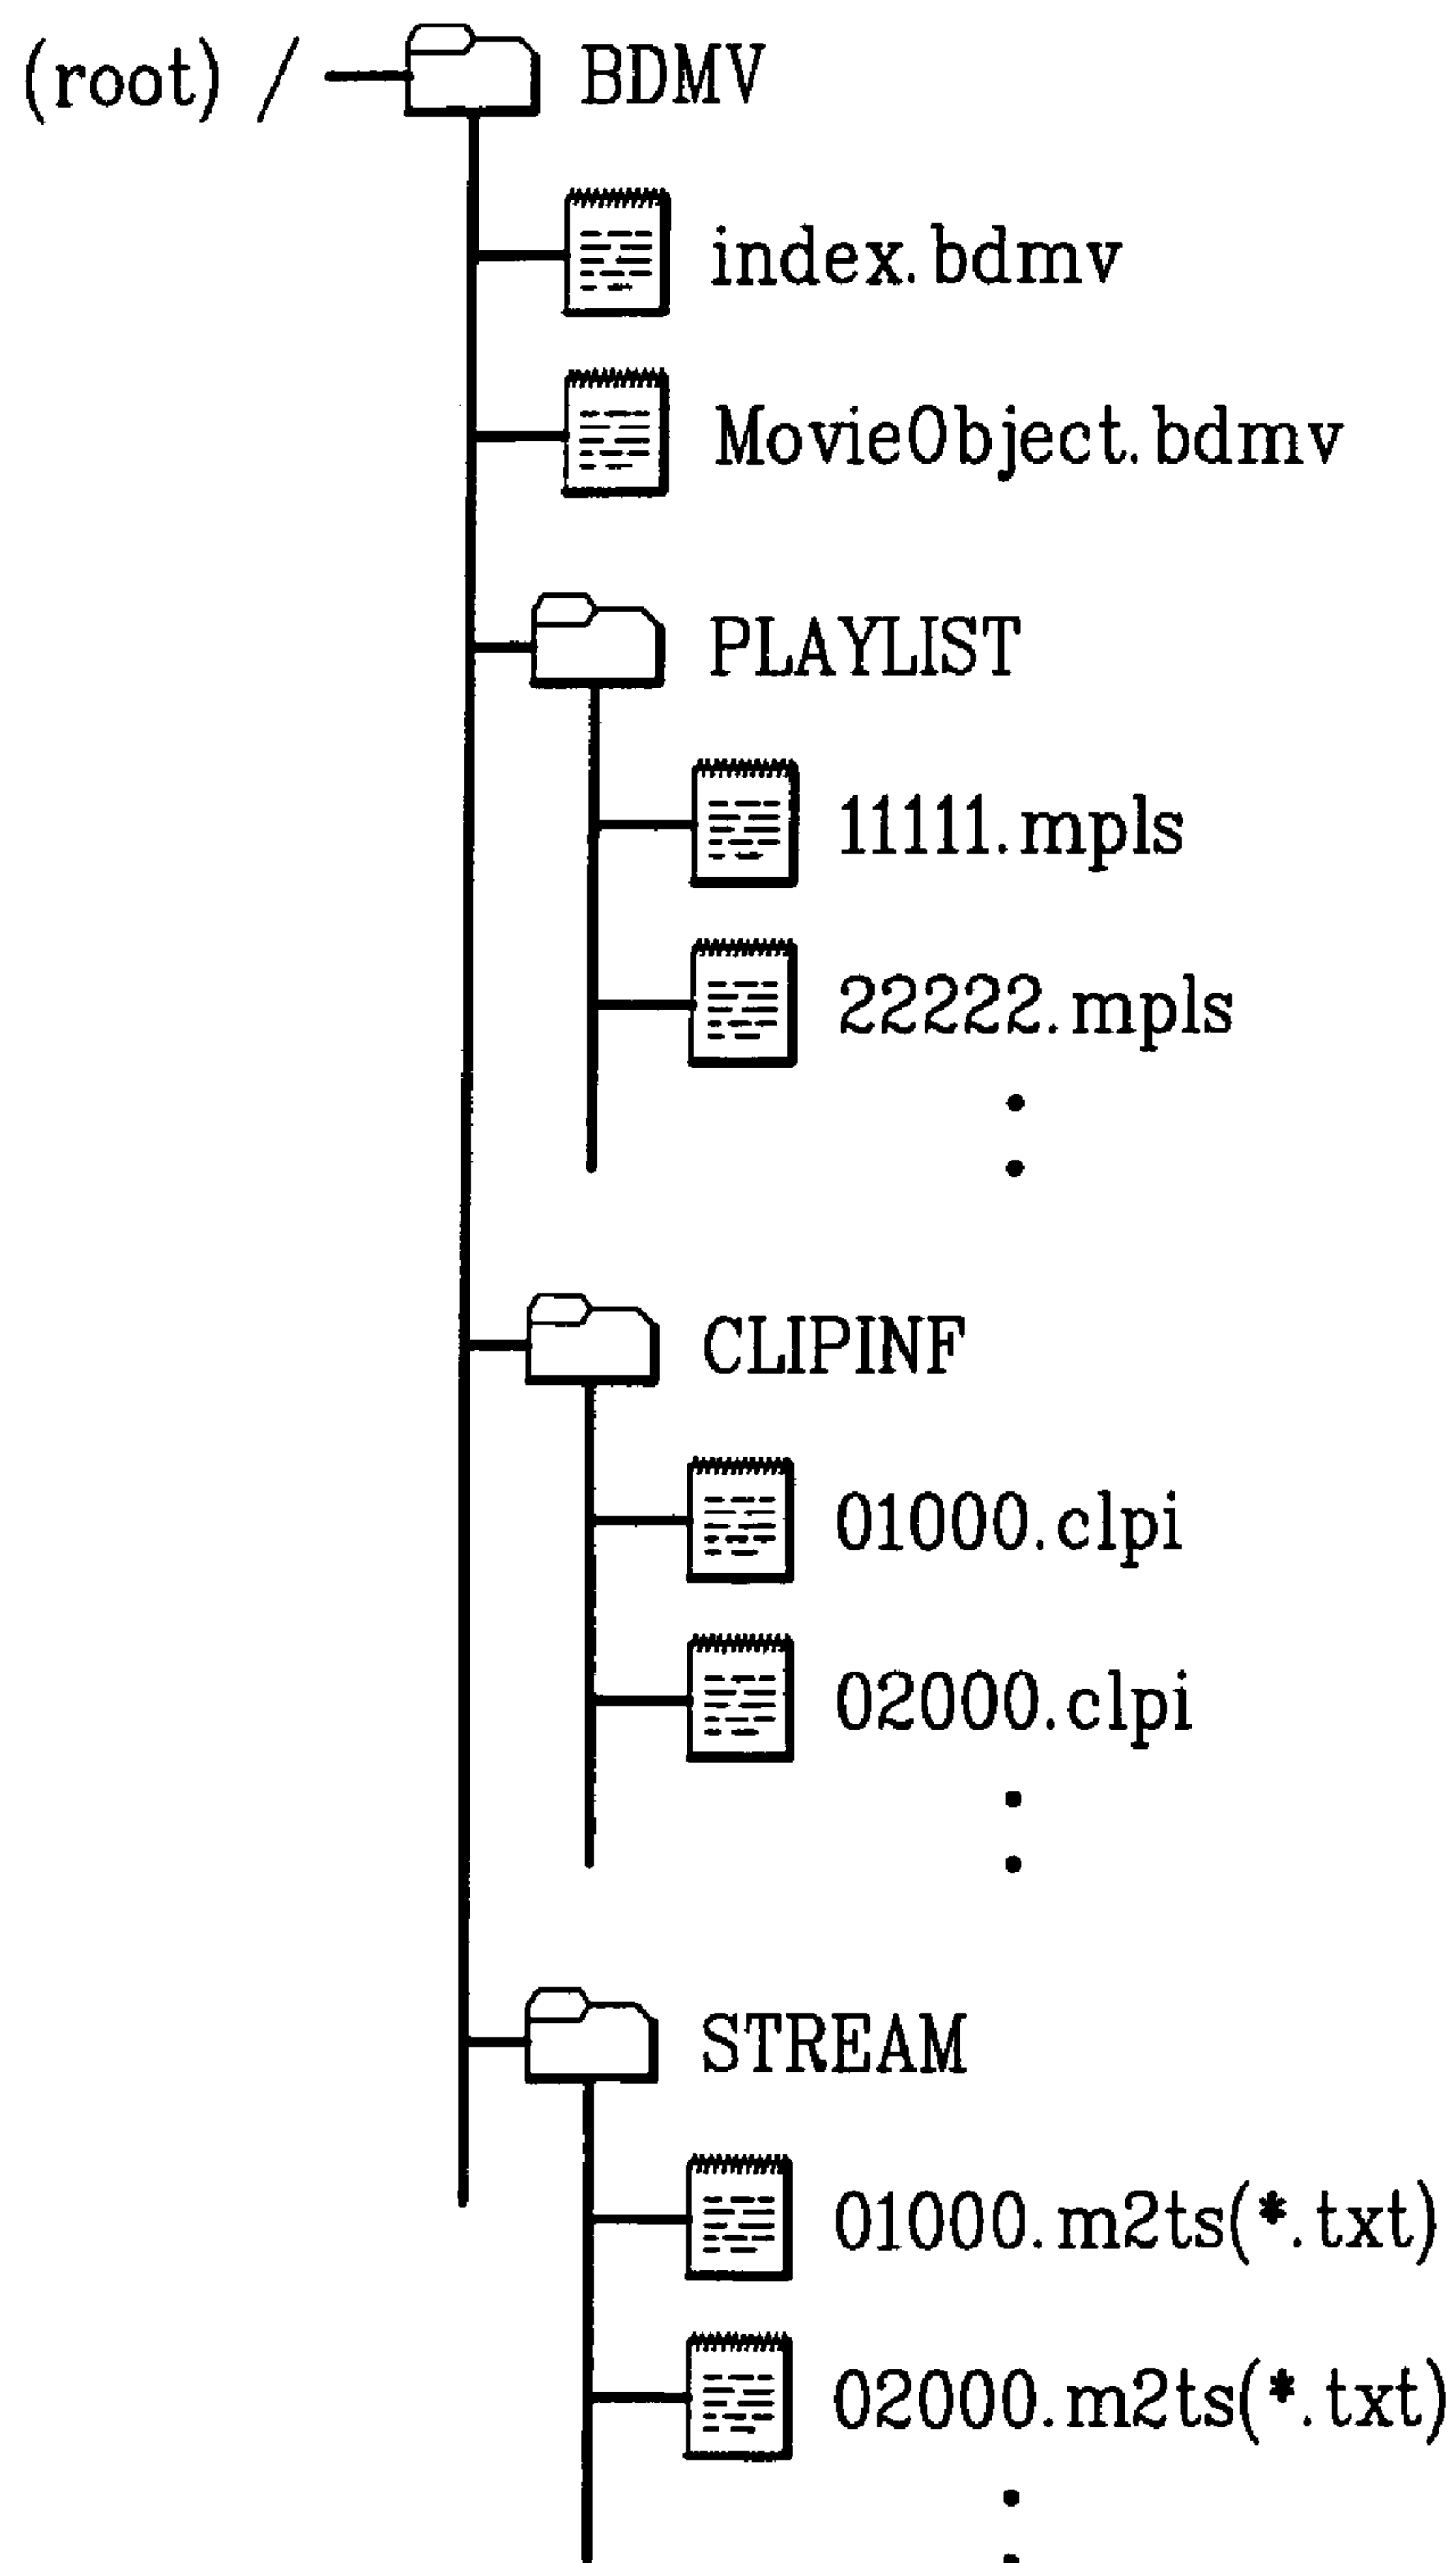 (root) / BDMV
index.bdmv
MovieObject.bdmv
PLAYLIST
11111.mpls
22222.mpls
CLIPINF
01000.clpi
02000.clpi
STREAM
01000.m2ts(*.txt)
02000.m2ts(*.txt)